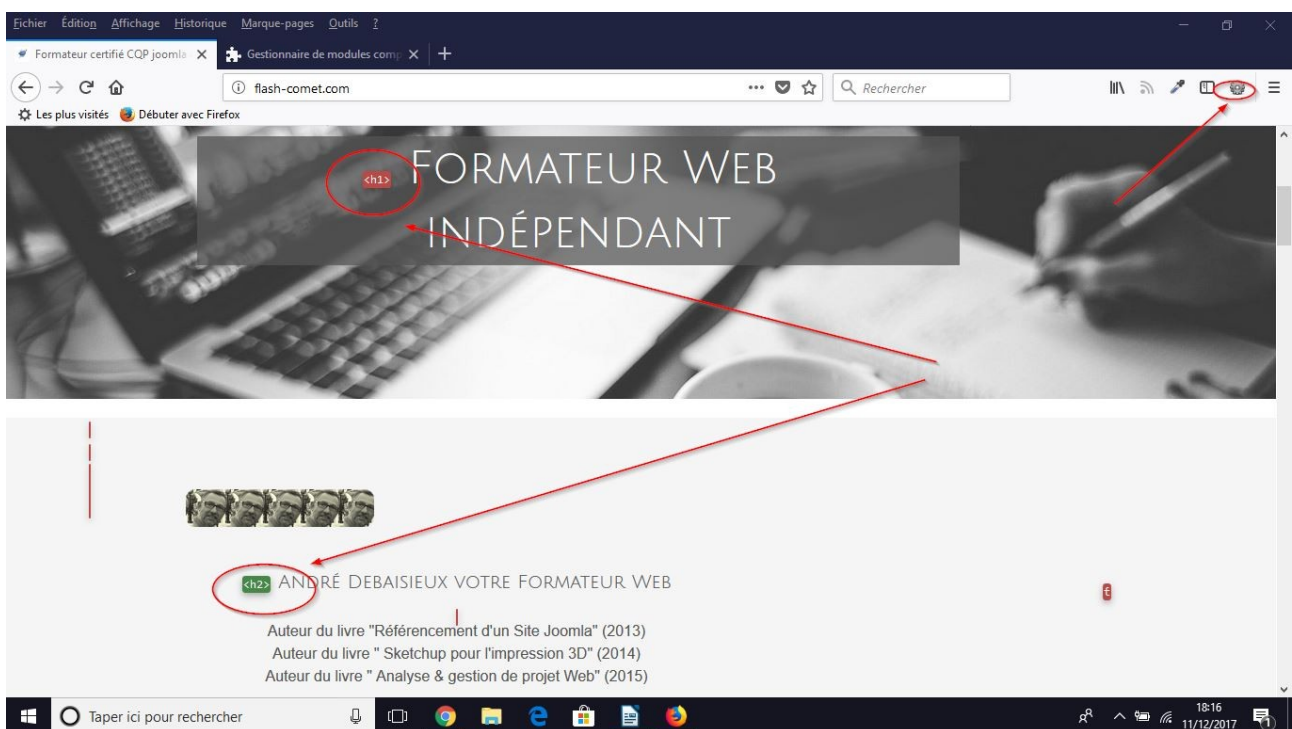 Fichier Édition Affichage Historique Marque-pages Outils ?
Formateur certifié CQP joomla
Gestionnaire de modules comp
flash-comet.com
Rechercher
Les plus visités Débuter avec Firefox
<h1> Formateur Web
indépendant
<h2> André Debaisieux votre Formateur Web
t
Auteur du livre "Référencement d'un Site Joomla" (2013)
Auteur du livre " Sketchup pour l'impression 3D" (2014)
Auteur du livre " Analyse & gestion de projet Web" (2015)
Taper ici pour rechercher
18:16
11/12/2017